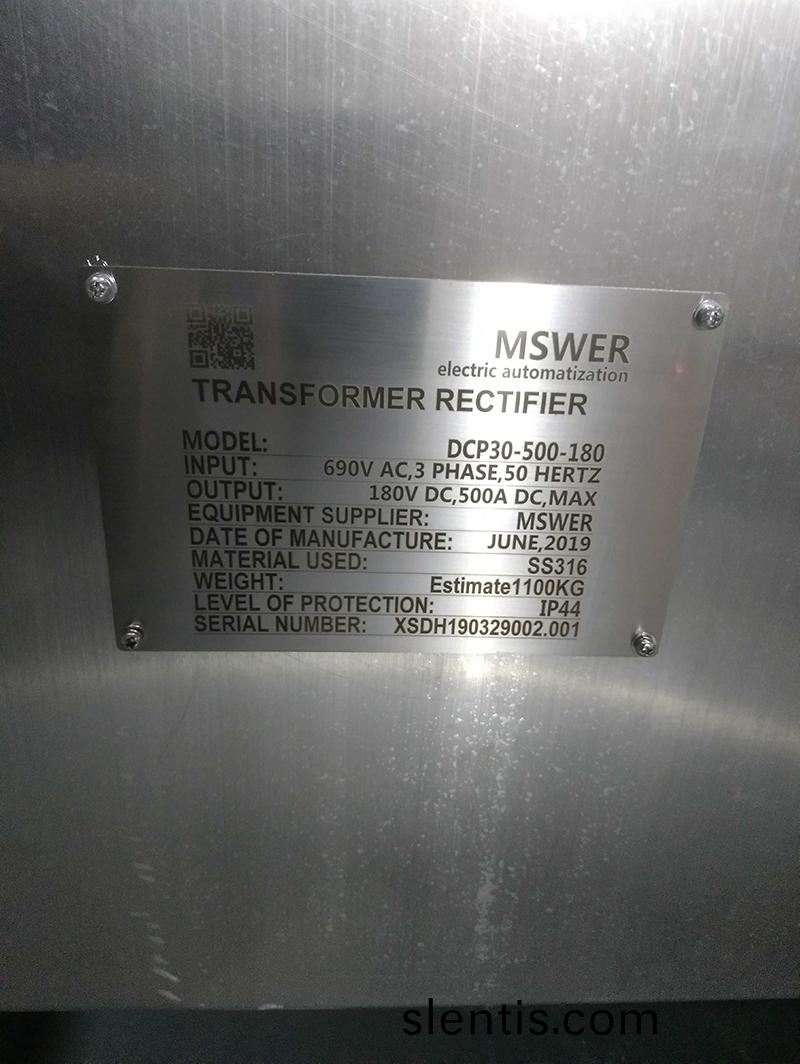 MSWER
electric automatization
TRANSFORMER RECTIFIER
MODEL: DCP30-500-180
INPUT: 690V AC,3 PHASE,50 HERTZ
OUTPUT: 180V DC,500A DC,MAX
EQUIPMENT SUPPLIER: MSWER
DATE OF MANUFACTURE: JUNE,2019
MATERIAL USED: SS316
WEIGHT: Estimate1100KG
LEVEL OF PROTECTION: IP44
SERIAL NUMBER: XSDH190329002.001
slentis.com